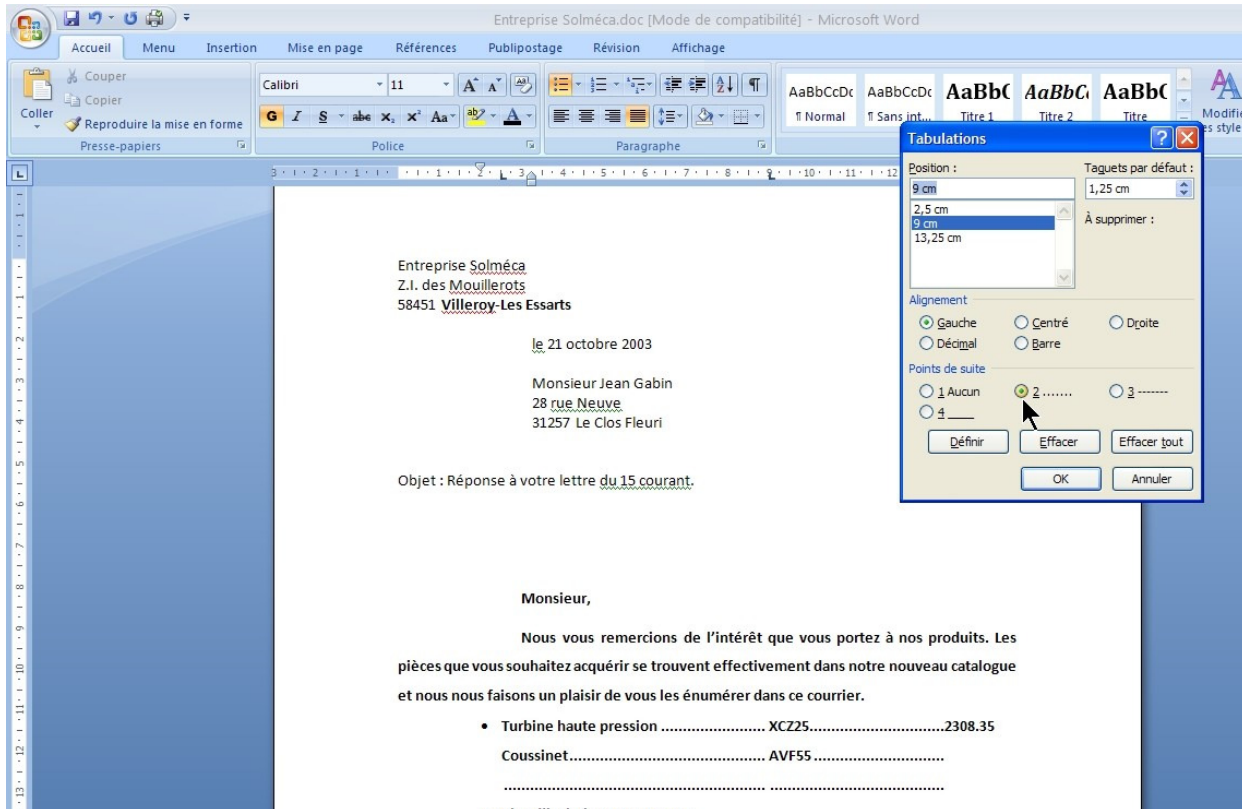 Entreprise Solméca.doc [Mode de compatibilité] - Microsoft Word
Accueil Menu Insertion Mise en page Références Publipostage Révision Affichage
Coller
Couper
Copier
Reproduire la mise en forme
Presse-papiers
Calibri 11
G I S abc x₂ x² Aa ab A
Police
Paragraphe
AaBbCcDc AaBbCcDc AaBbC AaBbCc AaBbC
¶ Normal ¶ Sans int... Titre 1 Titre 2 Titre
Tabulations
Position :
9 cm
2,5 cm
9 cm
13,25 cm
Taquets par défaut :
1,25 cm
À supprimer :
Alignement
Gauche Centré Droite
Décimal Barre
Points de suite
1 Aucun 2 ....... 3 -------
4 ___
Définir Effacer Effacer tout
OK Annuler
Entreprise Solméca
Z.I. des Mouillerots
58451 Villeroy-Les Essarts
le 21 octobre 2003
Monsieur Jean Gabin
28 rue Neuve
31257 Le Clos Fleuri
Objet : Réponse à votre lettre du 15 courant.
Monsieur,
Nous vous remercions de l'intérêt que vous portez à nos produits. Les
pièces que vous souhaitez acquérir se trouvent effectivement dans notre nouveau catalogue
et nous nous faisons un plaisir de vous les énumérer dans ce courrier.
• Turbine haute pression ............................. XCZ25......................................2308.35
Coussinet....................................................... AVF55 .....................................